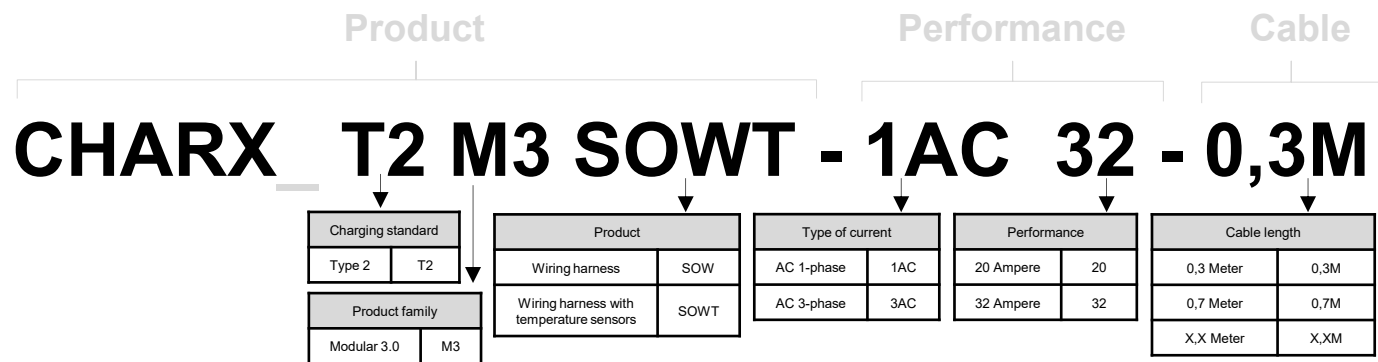 Product Performance Cable
CHARX_ T2 M3 SOWT - 1AC 32 - 0,3M
Charging standard
Type 2 T2
Product family
Modular 3.0 M3
Product
Wiring harness SOW
Wiring harness with
temperature sensors SOWT
Type of current
AC 1-phase 1AC
AC 3-phase 3AC
Performance
20 Ampere 20
32 Ampere 32
Cable length
0,3 Meter 0,3M
0,7 Meter 0,7M
X,X Meter X,XM